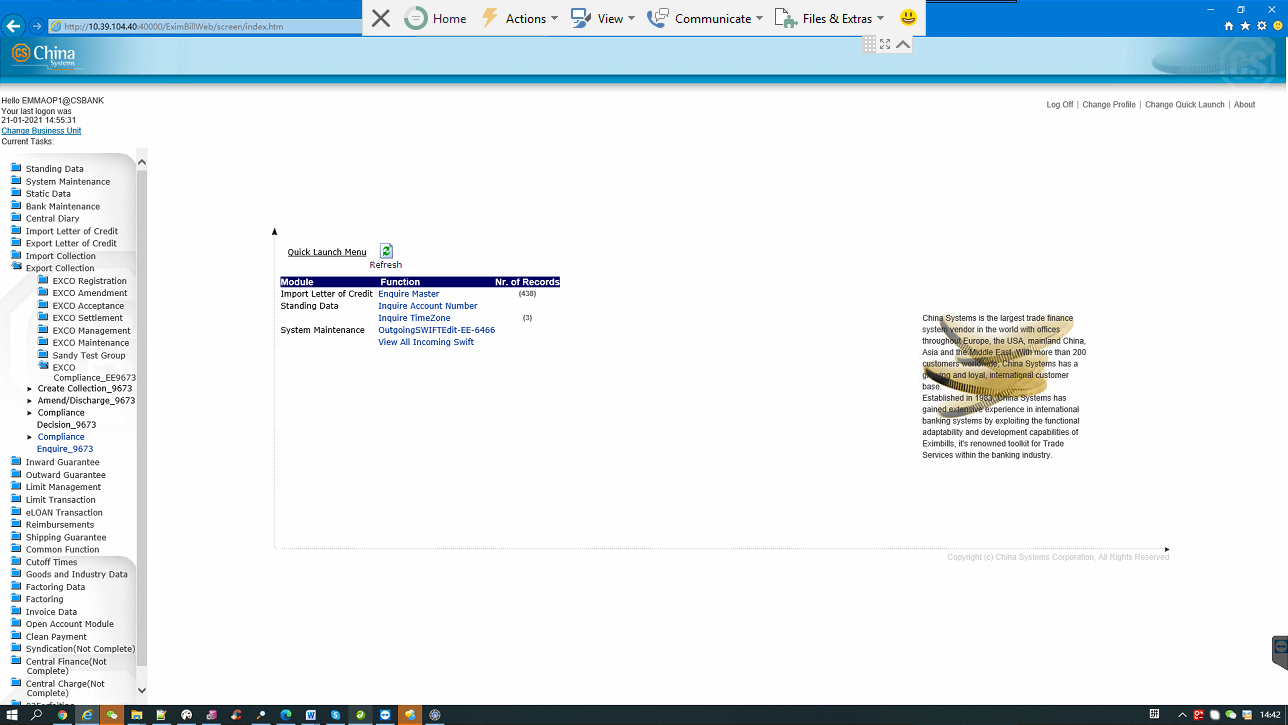 Home
Actions
View
Communicate
Files & Extras
http://10.39.104.40:40000/EximBillWeb/screen/index.htm
CS China
Systems
Hello EMMAOP1@CSBANK
Your last logon was
21-01-2021 14:55:31
Change Business Unit
Current Tasks:
Log Off | Change Profile | Change Quick Launch | About
Standing Data
System Maintenance
Static Data
Bank Maintenance
Central Diary
Import Letter of Credit
Export Letter of Credit
Import Collection
Export Collection
EXCO Registration
EXCO Amendment
EXCO Acceptance
EXCO Settlement
EXCO Management
EXCO Maintenance
Sandy Test Group
EXCO
Compliance_EE9673
Create Collection_9673
Amend/Discharge_9673
Compliance
Decision_9673
Compliance
Enquire_9673
Inward Guarantee
Outward Guarantee
Limit Management
Limit Transaction
eLOAN Transaction
Reimbursements
Shipping Guarantee
Common Function
Cutoff Times
Goods and Industry Data
Factoring Data
Factoring
Invoice Data
Open Account Module
Clean Payment
Syndication(Not Complete)
Central Finance(Not
Complete)
Central Charge(Not
Complete)
Quick Launch Menu
Refresh
Module Function Nr. of Records
Import Letter of Credit Enquire Master (438)
Standing Data Inquire Account Number
Inquire TimeZone (3)
System Maintenance OutgoingSWIFTEdit-EE-6466
View All Incoming Swift
China Systems is the largest trade finance
system vendor in the world with offices
throughout Europe, the USA, mainland China,
Asia and the Middle East. With more than 200
customers worldwide, China Systems has a
growing and loyal, international customer
base.
Established in 1983, China Systems has
gained extensive experience in international
banking systems by exploiting the functional
adaptability and development capabilities of
Eximbills, it's renowned toolkit for Trade
Services within the banking industry.
Copyright (c) China Systems Corporation, All Rights Reserved
14:42